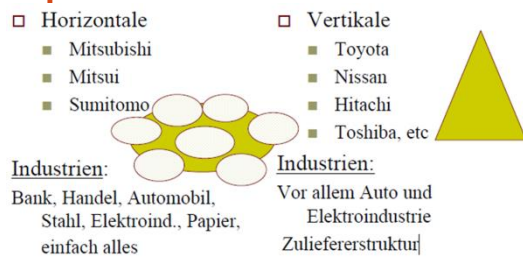 Horizontale
Mitsubishi
Mitsui
Sumitomo
Industrien:
Bank, Handel, Automobil,
Stahl, Elektroind., Papier,
einfach alles
Vertikale
Toyota
Nissan
Hitachi
Toshiba, etc
Industrien:
Vor allem Auto und
Elektroindustrie
Zuliefererstruktur